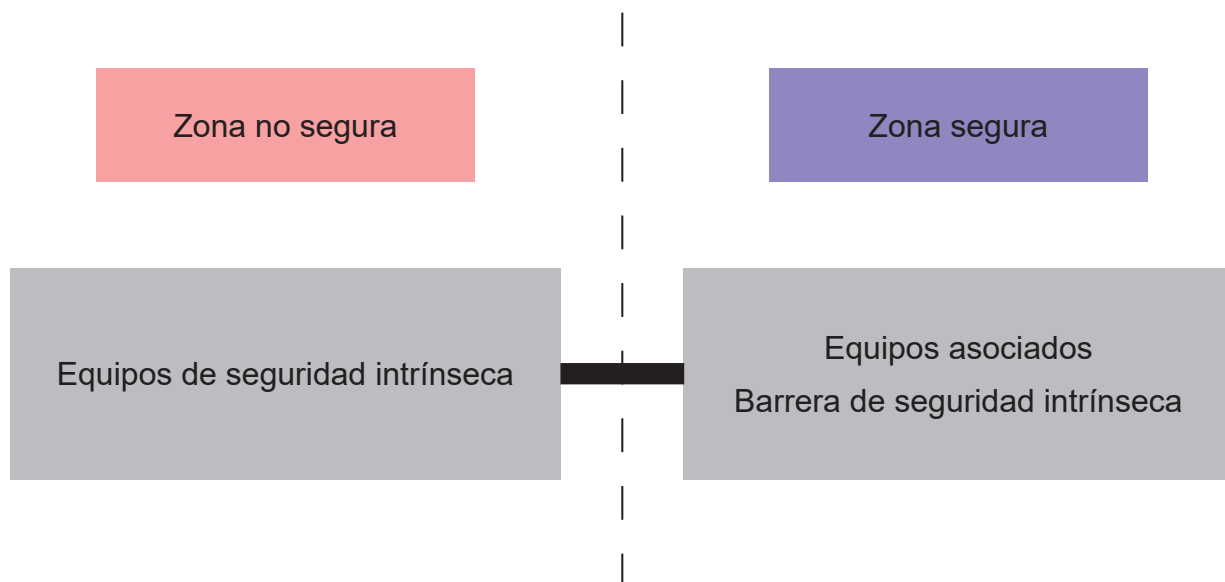 Zona no segura
Zona segura
Equipos de seguridad intrínseca
Equipos asociados
Barrera de seguridad intrínseca